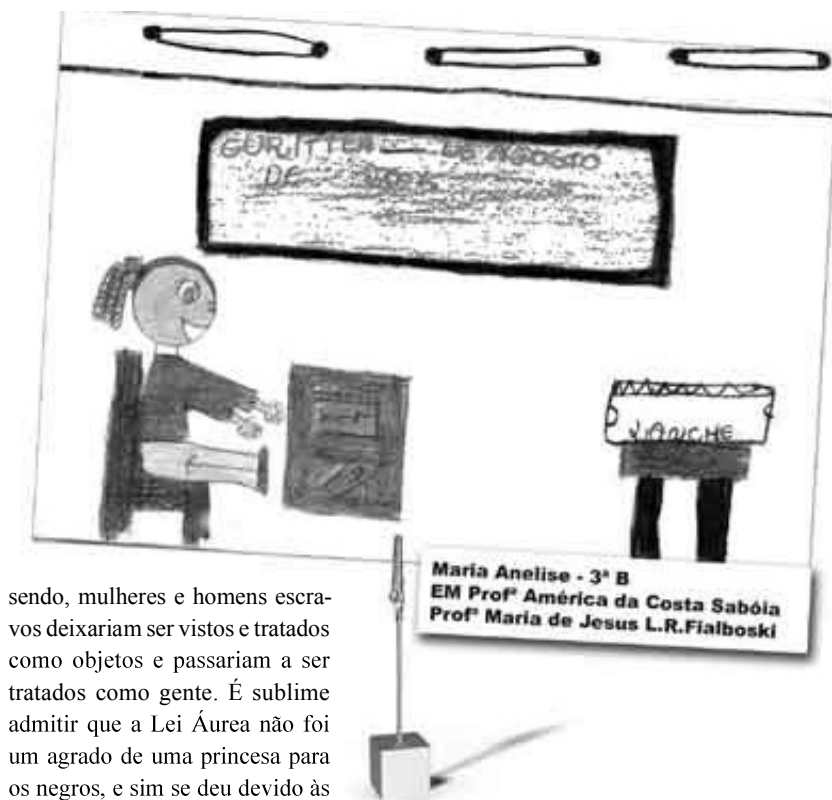 CURITIBA DE AGOSTO
DE
LANCHE
Maria Anelise - 3ª B
EM Profª América da Costa Sabóia
Profª Maria de Jesus L.R.Fialboski
sendo, mulheres e homens escra-
vos deixariam ser vistos e tratados
como objetos e passariam a ser
tratados como gente. É sublime
admitir que a Lei Áurea não foi
um agrado de uma princesa para
os negros, e sim se deu devido às